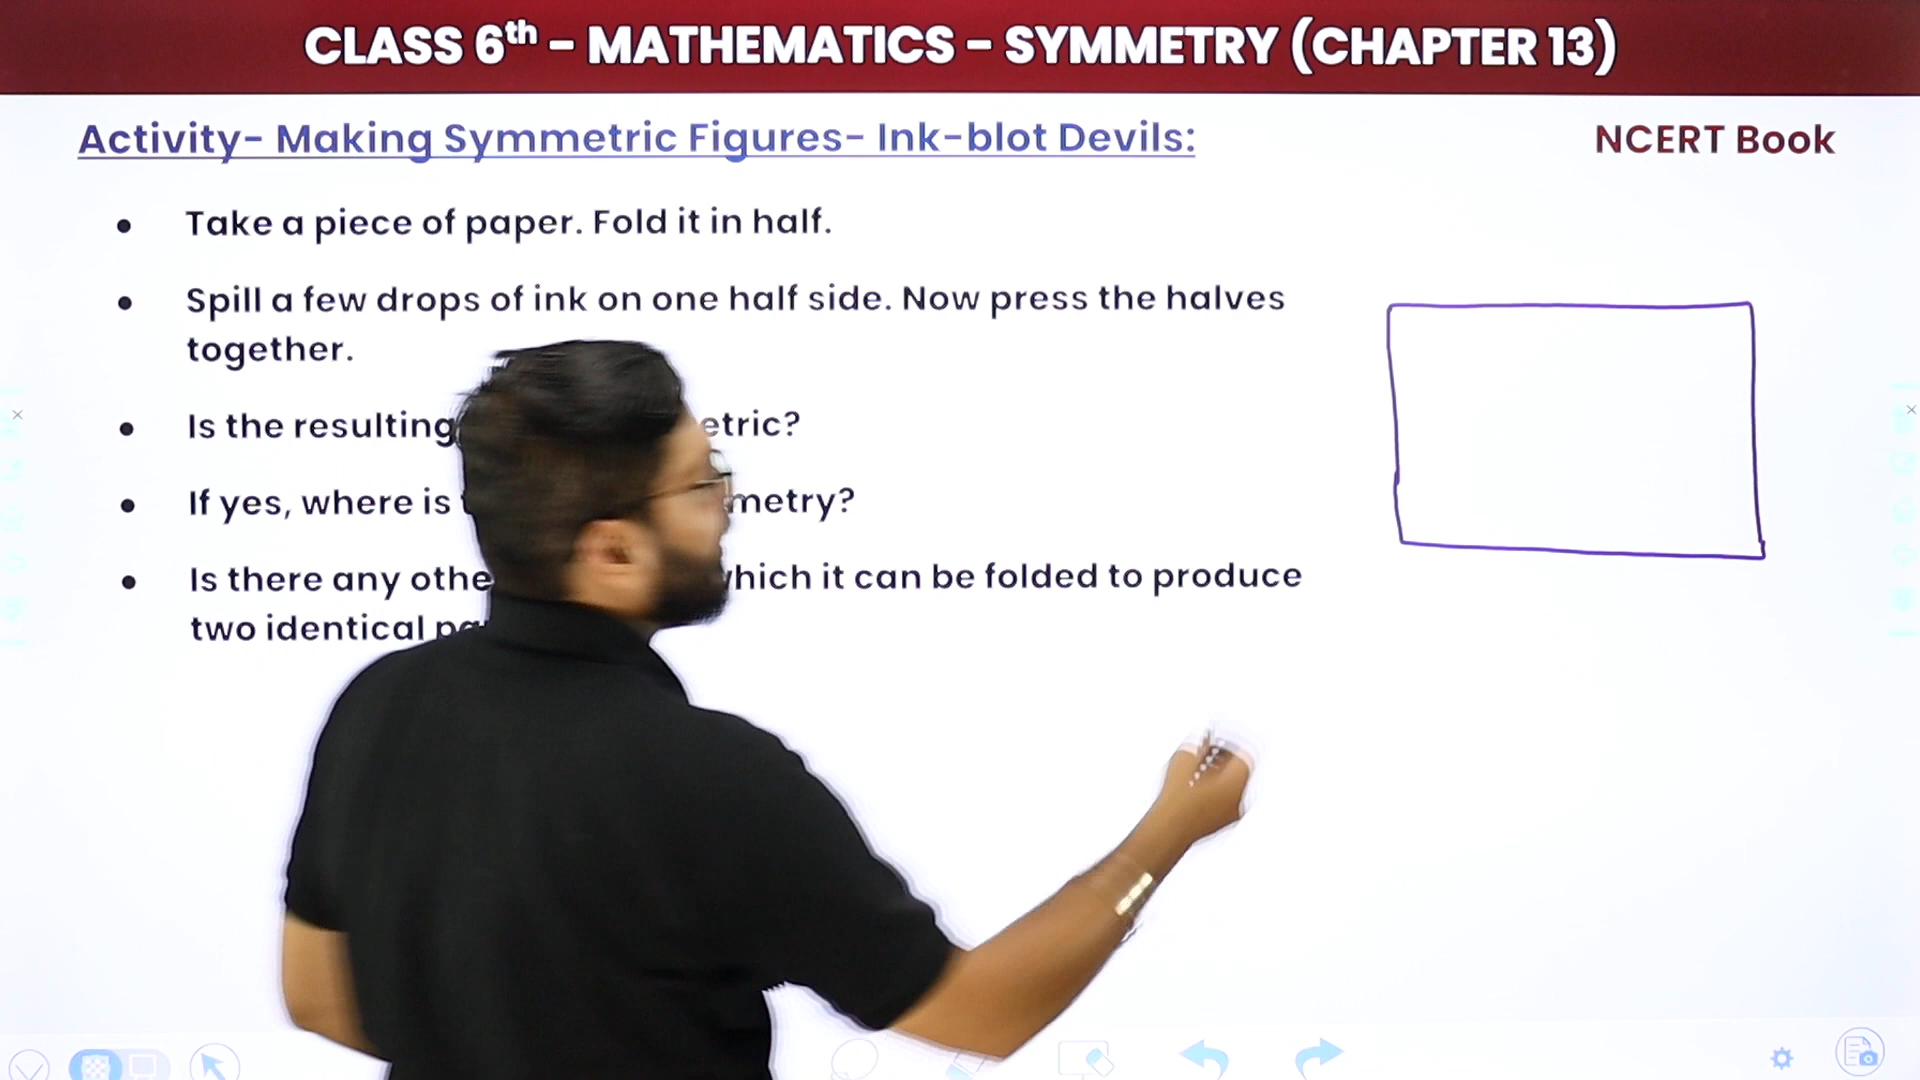 CLASS 6th - MATHEMATICS - SYMMETRY (CHAPTER 13)
Activity- Making Symmetric Figures- Ink-blot Devils:
NCERT Book
Take a piece of paper. Fold it in half.
Spill a few drops of ink on one half side. Now press the halves
together.
Is the resulting etric?
If yes, where is metry?
Is there any othe which it can be folded to produce
two identical